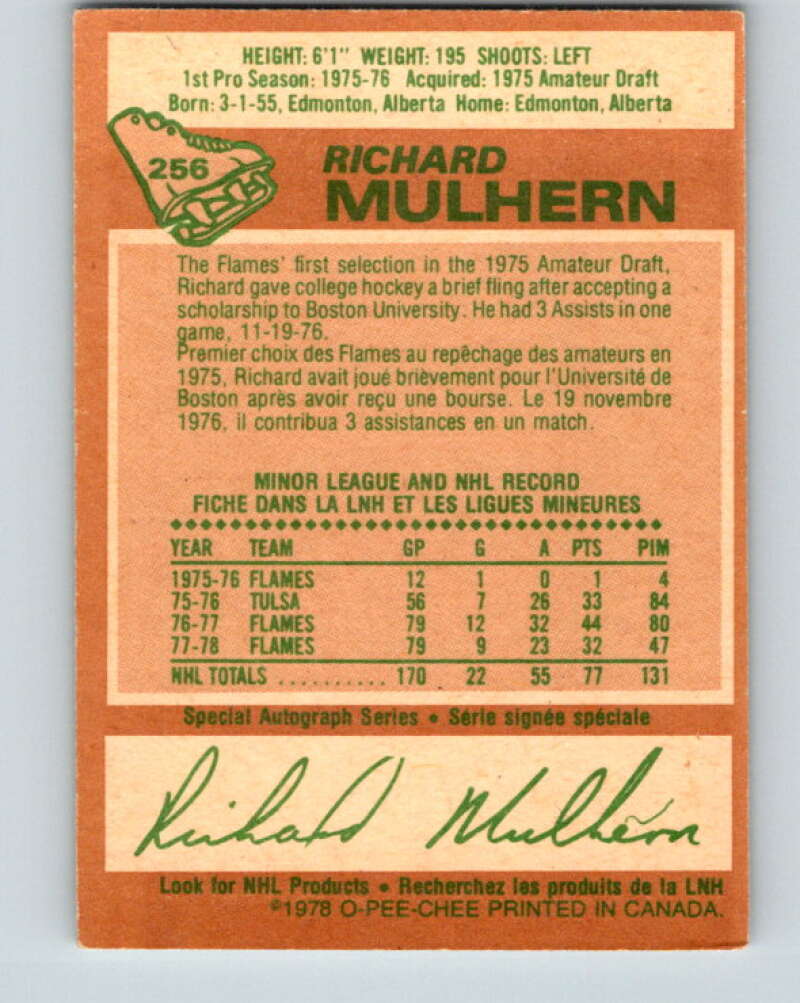 HEIGHT: 6'1" WEIGHT: 195 SHOOTS: LEFT
1st Pro Season: 1975-76 Acquired: 1975 Amateur Draft
Born: 3-1-55, Edmonton, Alberta Home: Edmonton, Alberta
256
RICHARD
MULHERN
The Flames' first selection in the 1975 Amateur Draft,
Richard gave college hockey a brief fling after accepting a
scholarship to Boston University. He had 3 Assists in one
game, 11-19-76.
Premier choix des Flames au repêchage des amateurs en
1975, Richard avait joué brièvement pour l'Université de
Boston après avoir reçu une bourse. Le 19 novembre
1976, il contribua 3 assistances en un match.
MINOR LEAGUE AND NHL RECORD
FICHE DANS LA LNH ET LES LIGUES MINEURES
YEAR TEAM GP G A PTS PIM
1975-76 FLAMES 12 1 0 1 4
75-76 TULSA 56 7 26 33 84
76-77 FLAMES 79 12 32 44 80
77-78 FLAMES 79 9 23 32 47
NHL TOTALS .......... 170 22 55 77 131
Special Autograph Series • Série signée spéciale
Richard Mulhern
Look for NHL Products • Recherchez les produits de la LNH
©1978 O-PEE-CHEE PRINTED IN CANADA.